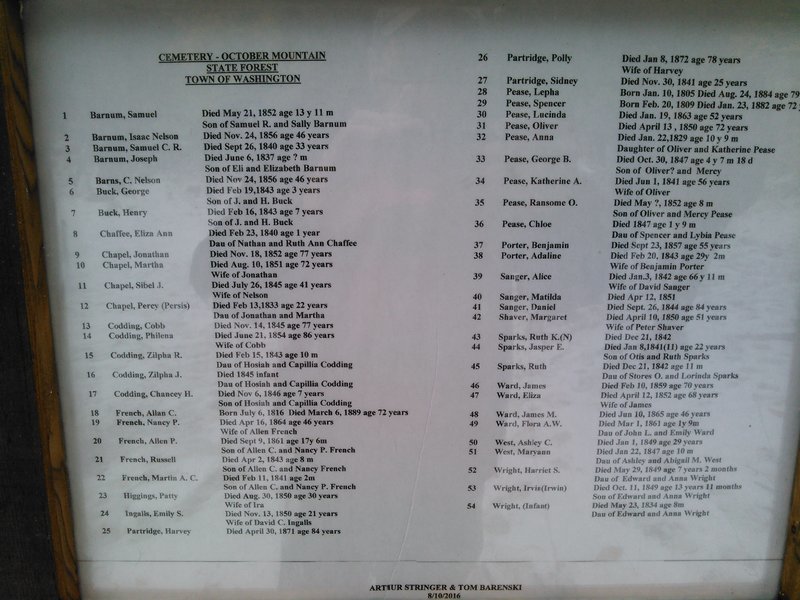 CEMETERY - OCTOBER MOUNTAIN
STATE FOREST
TOWN OF WASHINGTON
1 Barnum, Samuel Died May 21, 1852 age 13 y 11 m
Son of Samuel R. and Sally Barnum
2 Barnum, Isaac Nelson Died Nov. 24, 1856 age 46 years
3 Barnum, Samuel C. R. Died Sept 26, 1840 age 33 years
4 Barnum, Joseph Died June 6, 1837 age ? m
Son of Eli and Elizabeth Barnum
5 Barns, C. Nelson Died Nov 24, 1856 age 46 years
6 Buck, George Died Feb 19,1843 age 3 years
Son of J. and H. Buck
7 Buck, Henry Died Feb 16, 1843 age 7 years
Son of J. and H. Buck
8 Chaffee, Eliza Ann Died Feb 23, 1840 age 1 year
Dau of Nathan and Ruth Ann Chaffee
9 Chapel, Jonathan Died Nov. 18, 1852 age 77 years
10 Chapel, Martha Died Aug. 10, 1851 age 72 years
Wife of Jonathan
11 Chapel, Sibel J. Died July 26, 1845 age 41 years
Wife of Nelson
12 Chapel, Percy (Persis) Died Feb 13,1833 age 22 years
Dau of Jonathan and Martha
13 Codding, Cobb Died Nov. 14, 1845 age 77 years
14 Codding, Philena Died June 21, 1854 age 86 years
Wife of Cobb
15 Codding, Zilpha R. Died Feb 15, 1843 age 10 m
Dau of Hosiah and Capillia Codding
16 Codding, Zilpha J. Died 1845 infant
Dau of Hosiah and Capillia Codding
17 Codding, Chancey H. Died Nov 6, 1846 age 7 years
Son of Hosiah and Capillia Codding
18 French, Allan C. Born July 6, 1816 Died March 6, 1889 age 72 years
19 French, Nancy P. Died Apr 16, 1864 age 46 years
Wife of Allen French
20 French, Allen P. Died Sept 9, 1861 age 17y 6m
Son of Allen C. and Nancy P. French
21 French, Russell Died Apr 2, 1843 age 8 m
Son of Allen C. and Nancy French
22 French, Martin A. C. Died Feb 11, 1841 age 2m
Son of Allen C. and Nancy P. French
23 Higgings, Patty Died Aug. 30, 1850 age 30 years
Wife of Ira
24 Ingalls, Emily S. Died Nov. 13, 1850 age 21 years
Wife of David C. Ingalls
25 Partridge, Harvey Died April 30, 1871 age 84 years
26 Partridge, Polly Died Jan 8, 1872 age 78 years
Wife of Harvey
27 Partridge, Sidney Died Nov. 30, 1841 age 25 years
28 Pease, Lepha Born Jan. 10, 1805 Died Aug. 24, 1884 age 79
29 Pease, Spencer Born Feb. 20, 1809 Died Jan. 23, 1882 age 72
30 Pease, Lucinda Died Jan. 19, 1863 age 52 years
31 Pease, Oliver Died April 13 , 1850 age 72 years
32 Pease, Anna Died Jan. 22,1829 age 10 y 9 m
Daughter of Oliver and Katherine Pease
33 Pease, George B. Died Oct. 30, 1847 age 4 y 7 m 18 d
Son of Oliver? and Mercy
34 Pease, Katherine A. Died Jun 1, 1841 age 56 years
Wife of Oliver
35 Pease, Ransome O. Died May ?, 1852 age 8 m
Son of Oliver and Mercy Pease
36 Pease, Chloe Died 1847 age 1 y 9 m
Dau of Spencer and Lybia Pease
37 Porter, Benjamin Died Sept 23, 1857 age 55 years
38 Porter, Adaline Died Feb 20, 1843 age 29y 2m
Wife of Benjamin Porter
39 Sanger, Alice Died Jan.3, 1842 age 66 y 11 m
Wife of David Sanger
40 Sanger, Matilda Died Apr 12, 1851
41 Sanger, Daniel Died Sept. 26, 1844 age 84 years
42 Shaver, Margaret Died April 10, 1850 age 51 years
Wife of Peter Shaver
43 Sparks, Ruth K.(N) Died Dec 21, 1842
44 Sparks, Jasper E. Died Jan 8,1841(11) age 22 years
Son of Otis and Ruth Sparks
45 Sparks, Ruth Died Dec 21, 1842 age 11 m
Dau of Stores O. and Lorinda Sparks
46 Ward, James Died Feb 10, 1859 age 70 years
47 Ward, Eliza Died April 12, 1852 age 68 years
Wife of James
48 Ward, James M. Died Jun 10, 1865 age 46 years
49 Ward, Flora A.W. Died Mar 1, 1861 age 1y 9m
Dau of John L. and Emily Ward
50 West, Ashley C. Died Jan 1, 1849 age 29 years
51 West, Maryann Died Jan 22, 1847 age 10 m
Dau of Ashley and Abigail M. West
52 Wright, Harriet S. Died May 29, 1849 age 7 years 2 months
Dau of Edward and Anna Wright
53 Wright, Irvis(Irwin) Died Oct. 11, 1849 age 13 years 11 months
Son of Edward and Anna Wright
54 Wright, (Infant) Died May 23, 1834 age 8m
Dau of Edward and Anna Wright
ARTHUR STRINGER & TOM BARENSKI
8/10/2016